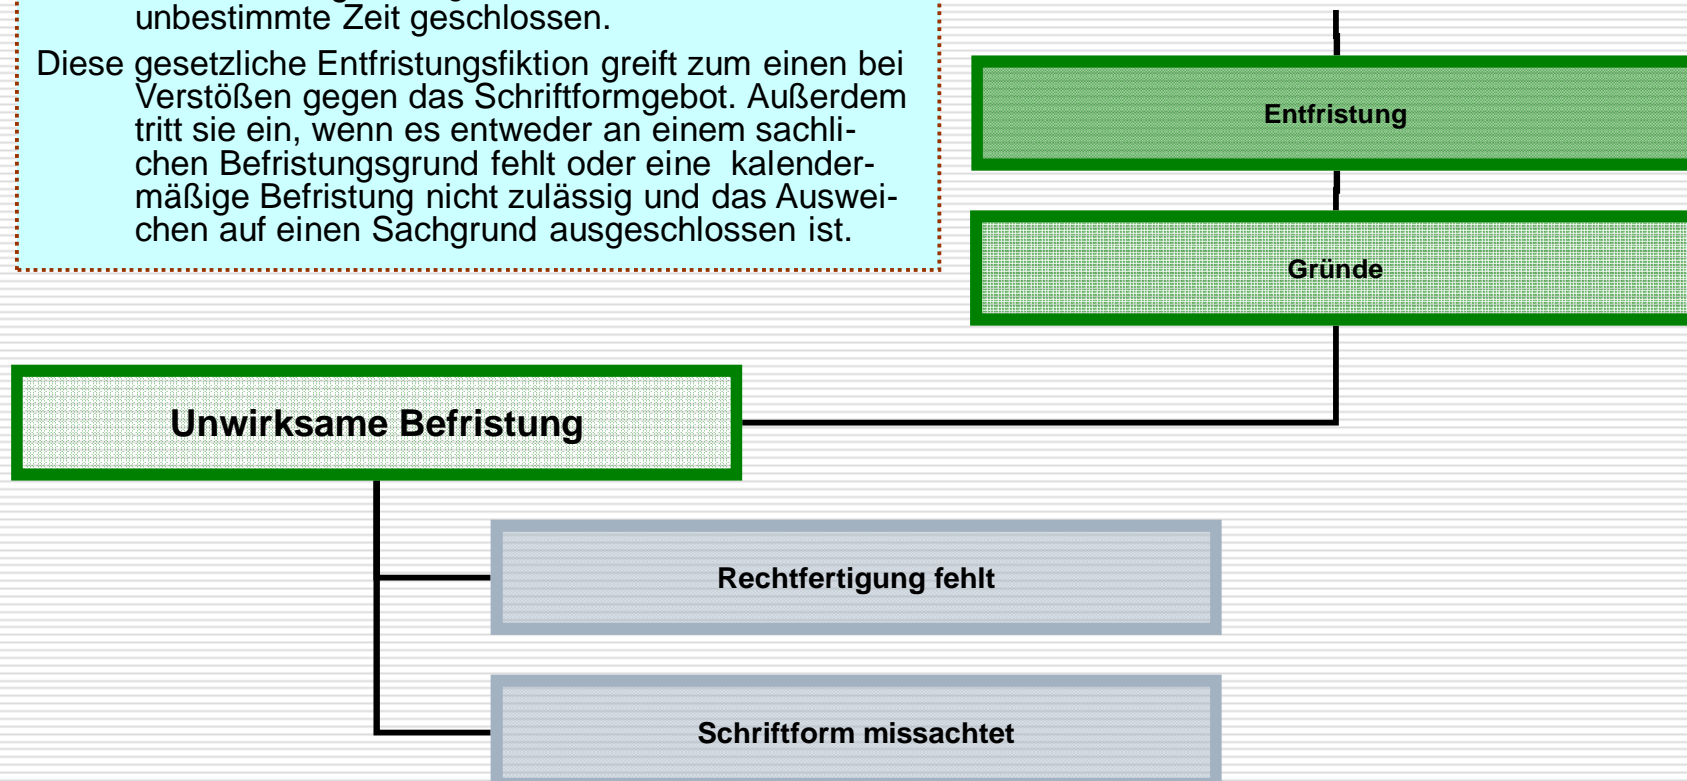 unbestimmte Zeit geschlossen.
Diese gesetzliche Entfristungsfiktion greift zum einen bei
Verstößen gegen das Schriftformgebot. Außerdem
tritt sie ein, wenn es entweder an einem sachli-
chen Befristungsgrund fehlt oder eine kalender-
mäßige Befristung nicht zulässig und das Auswei-
chen auf einen Sachgrund ausgeschlossen ist.
Entfristung
Gründe
Unwirksame Befristung
Rechtfertigung fehlt
Schriftform missachtet